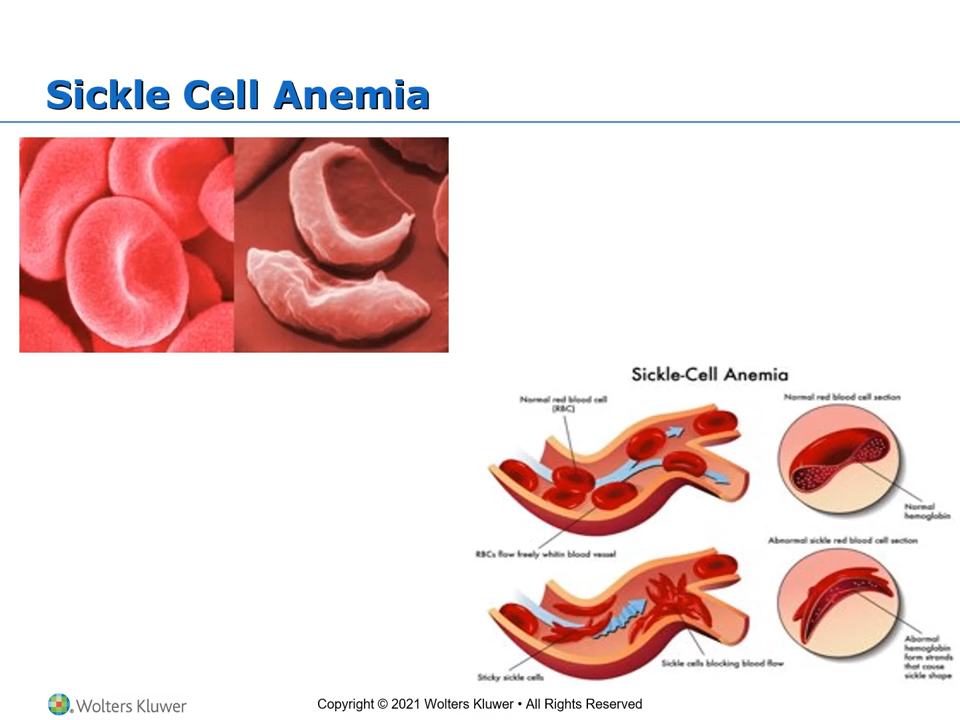 Sickle Cell Anemia
Sickle-Cell Anemia
Normal red blood cell
(RBC)
Normal red blood cell section
Normal
hemoglobin
RBCs flow freely whitin blood vessel
Abnormal sickle red blood cell section
Abormal
hemoglobin
form strands
that cause
sickle shape
Sickle cells blocking blood flow
Sticky sickle cells
Wolters Kluwer
Copyright © 2021 Wolters Kluwer • All Rights Reserved